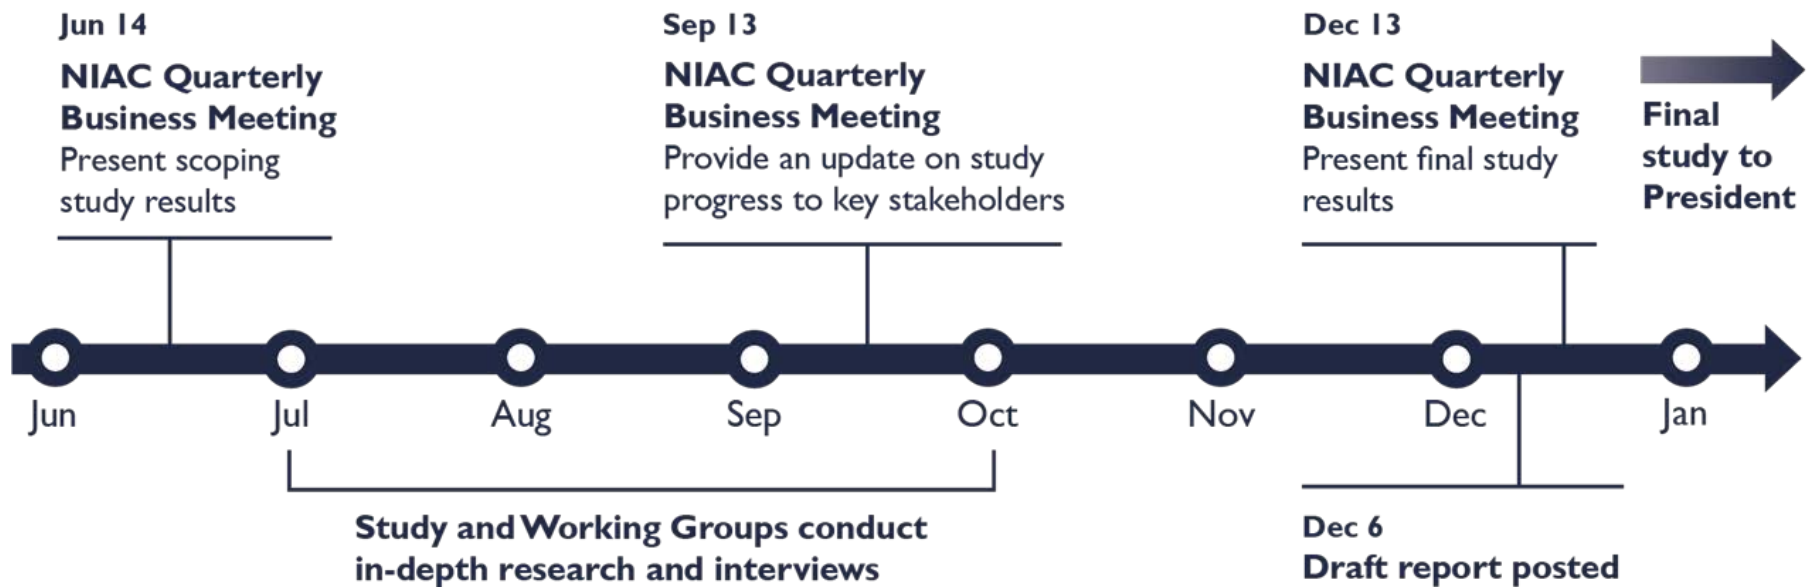 Jun 14
NIAC Quarterly
Business Meeting
Present scoping
study results
Sep 13
NIAC Quarterly
Business Meeting
Provide an update on study
progress to key stakeholders
Dec 13
NIAC Quarterly
Business Meeting
Present final study
results
Final
study to
President
Jun
Jul
Aug
Sep
Oct
Nov
Dec
Jan
Study and Working Groups conduct
in-depth research and interviews
Dec 6
Draft report posted